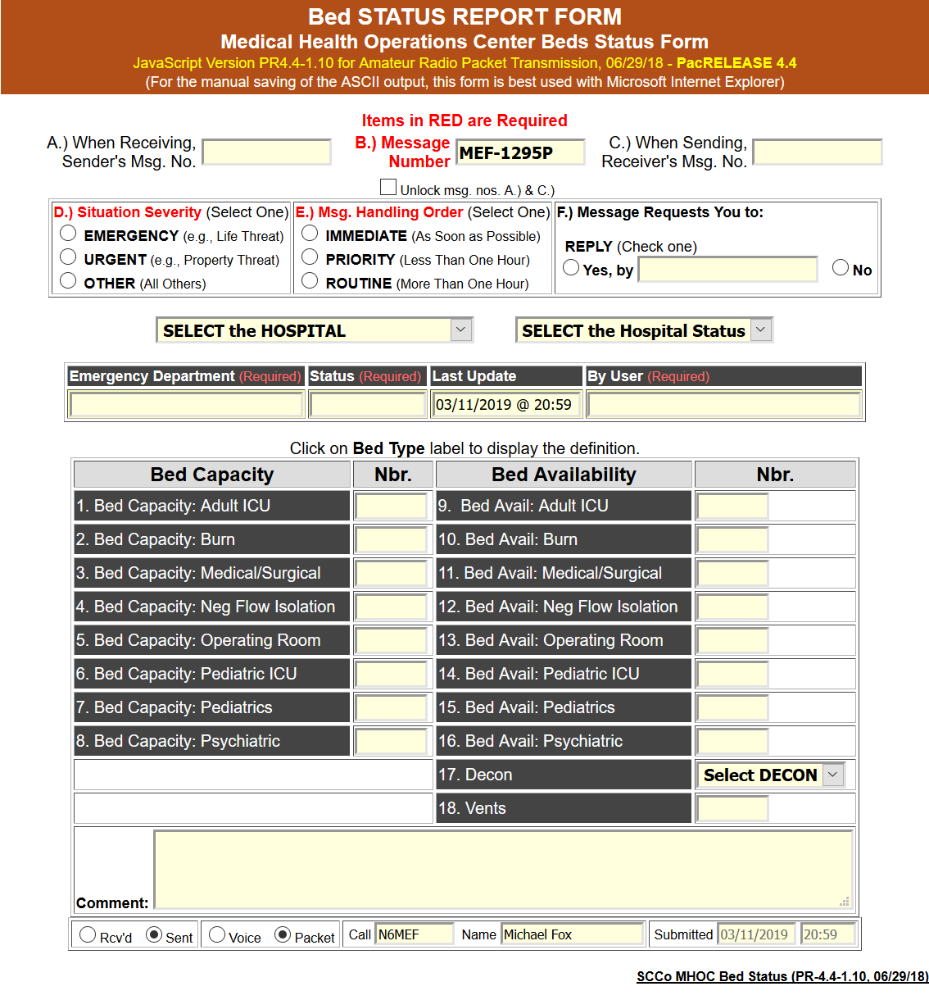 Bed STATUS REPORT FORM
Medical Health Operations Center Beds Status Form
JavaScript Version PR4.4-1.10 for Amateur Radio Packet Transmission, 06/29/18 - PacRELEASE 4.4
(For the manual saving of the ASCII output, this form is best used with Microsoft Internet Explorer)
Items in RED are Required
A.) When Receiving, Sender's Msg. No.
B.) Message Number MEF-1295P
C.) When Sending, Receiver's Msg. No.
Unlock msg. nos. A.) & C.)
D.) Situation Severity (Select One)
EMERGENCY (e.g., Life Threat)
URGENT (e.g., Property Threat)
OTHER (All Others)
E.) Msg. Handling Order (Select One)
IMMEDIATE (As Soon as Possible)
PRIORITY (Less Than One Hour)
ROUTINE (More Than One Hour)
F.) Message Requests You to:
REPLY (Check one)
Yes, by No
SELECT the HOSPITAL SELECT the Hospital Status
Emergency Department (Required) Status (Required) Last Update By User (Required)
03/11/2019 @ 20:59
Click on Bed Type label to display the definition.
Bed Capacity Nbr. Bed Availability Nbr.
1. Bed Capacity: Adult ICU 9. Bed Avail: Adult ICU
2. Bed Capacity: Burn 10. Bed Avail: Burn
3. Bed Capacity: Medical/Surgical 11. Bed Avail: Medical/Surgical
4. Bed Capacity: Neg Flow Isolation 12. Bed Avail: Neg Flow Isolation
5. Bed Capacity: Operating Room 13. Bed Avail: Operating Room
6. Bed Capacity: Pediatric ICU 14. Bed Avail: Pediatric ICU
7. Bed Capacity: Pediatrics 15. Bed Avail: Pediatrics
8. Bed Capacity: Psychiatric 16. Bed Avail: Psychiatric
17. Decon Select DECON
18. Vents
Comment:
Rcv'd Sent Voice Packet Call N6MEF Name Michael Fox Submitted 03/11/2019 20:59
SCCo MHOC Bed Status (PR-4.4-1.10, 06/29/18)